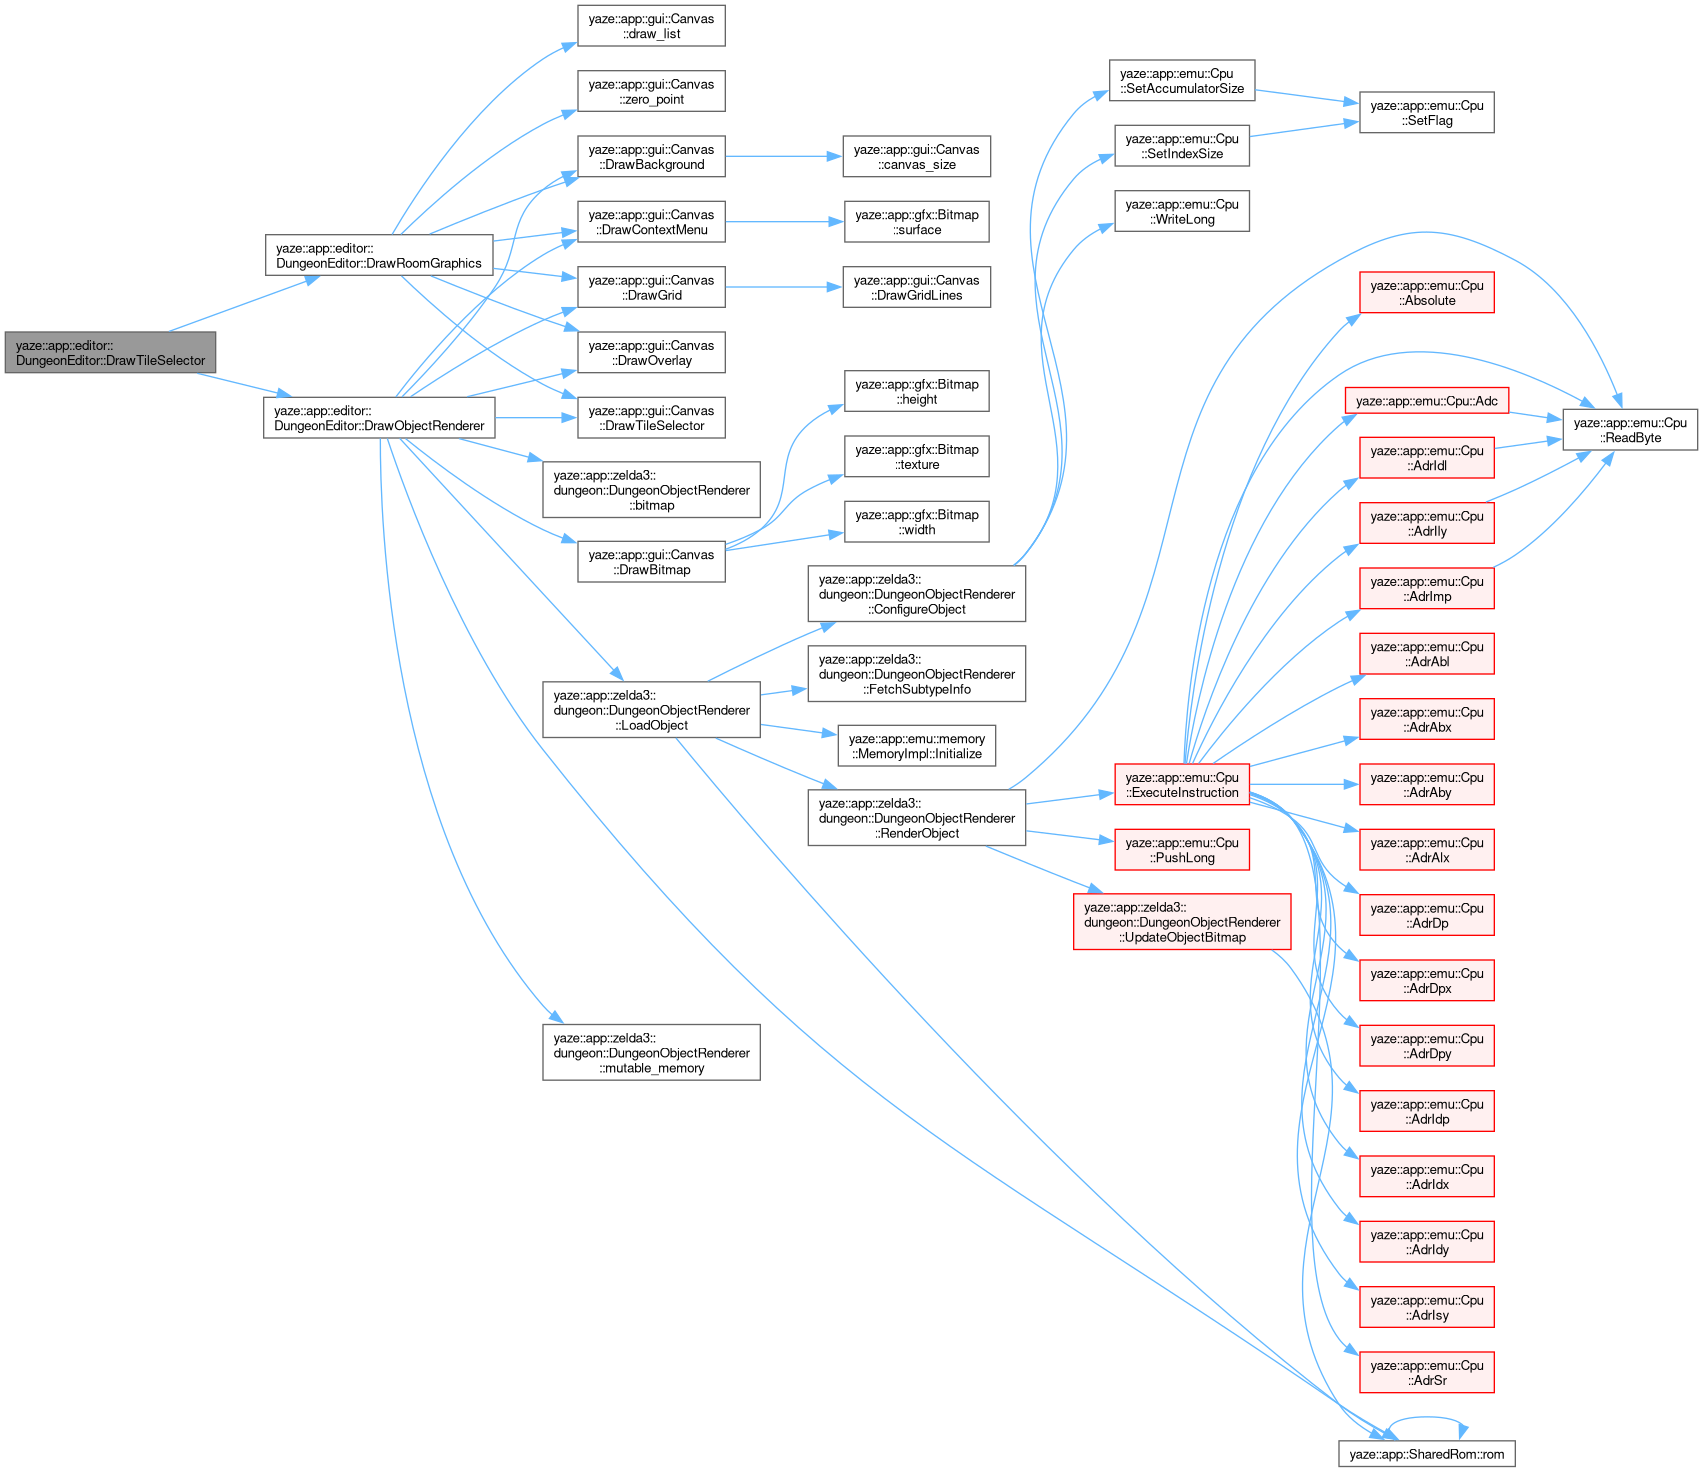 yaze::app::editor::
DungeonEditor::DrawTileSelector
yaze::app::editor::
DungeonEditor::DrawRoomGraphics
yaze::app::editor::
DungeonEditor::DrawObjectRenderer
yaze::app::gui::Canvas
::draw_list
yaze::app::gui::Canvas
::zero_point
yaze::app::gui::Canvas
::DrawBackground
yaze::app::gui::Canvas
::DrawContextMenu
yaze::app::gui::Canvas
::DrawGrid
yaze::app::gui::Canvas
::DrawOverlay
yaze::app::gui::Canvas
::DrawTileSelector
yaze::app::zelda3::
dungeon::DungeonObjectRenderer
::bitmap
yaze::app::gui::Canvas
::DrawBitmap
yaze::app::zelda3::
dungeon::DungeonObjectRenderer
::LoadObject
yaze::app::zelda3::
dungeon::DungeonObjectRenderer
::mutable_memory
yaze::app::gui::Canvas
::canvas_size
yaze::app::gfx::Bitmap
::surface
yaze::app::gui::Canvas
::DrawGridLines
yaze::app::gfx::Bitmap
::height
yaze::app::gfx::Bitmap
::texture
yaze::app::gfx::Bitmap
::width
yaze::app::zelda3::
dungeon::DungeonObjectRenderer
::ConfigureObject
yaze::app::zelda3::
dungeon::DungeonObjectRenderer
::FetchSubtypeInfo
yaze::app::emu::memory
::MemoryImpl::Initialize
yaze::app::zelda3::
dungeon::DungeonObjectRenderer
::RenderObject
yaze::app::emu::Cpu
::SetAccumulatorSize
yaze::app::emu::Cpu
::SetIndexSize
yaze::app::emu::Cpu
::WriteLong
yaze::app::emu::Cpu
::ExecuteInstruction
yaze::app::emu::Cpu
::PushLong
yaze::app::zelda3::
dungeon::DungeonObjectRenderer
::UpdateObjectBitmap
yaze::app::emu::Cpu
::SetFlag
yaze::app::emu::Cpu
::Absolute
yaze::app::emu::Cpu::Adc
yaze::app::emu::Cpu
::AdrIdl
yaze::app::emu::Cpu
::AdrIly
yaze::app::emu::Cpu
::AdrImp
yaze::app::emu::Cpu
::AdrAbl
yaze::app::emu::Cpu
::AdrAbx
yaze::app::emu::Cpu
::AdrAby
yaze::app::emu::Cpu
::AdrAlx
yaze::app::emu::Cpu
::AdrDp
yaze::app::emu::Cpu
::AdrDpx
yaze::app::emu::Cpu
::AdrDpy
yaze::app::emu::Cpu
::AdrIdp
yaze::app::emu::Cpu
::AdrIdx
yaze::app::emu::Cpu
::AdrIdy
yaze::app::emu::Cpu
::AdrIsy
yaze::app::emu::Cpu
::AdrSr
yaze::app::SharedRom::rom
yaze::app::emu::Cpu
::ReadByte